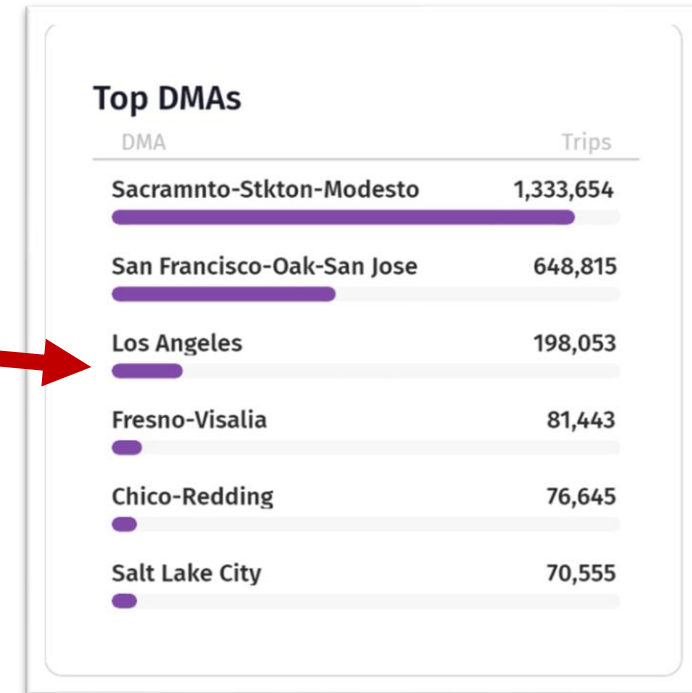 Top DMAs
DMA Trips
Sacramnto-Stkton-Modesto 1,333,654
San Francisco-Oak-San Jose 648,815
Los Angeles 198,053
Fresno-Visalia 81,443
Chico-Redding 76,645
Salt Lake City 70,555